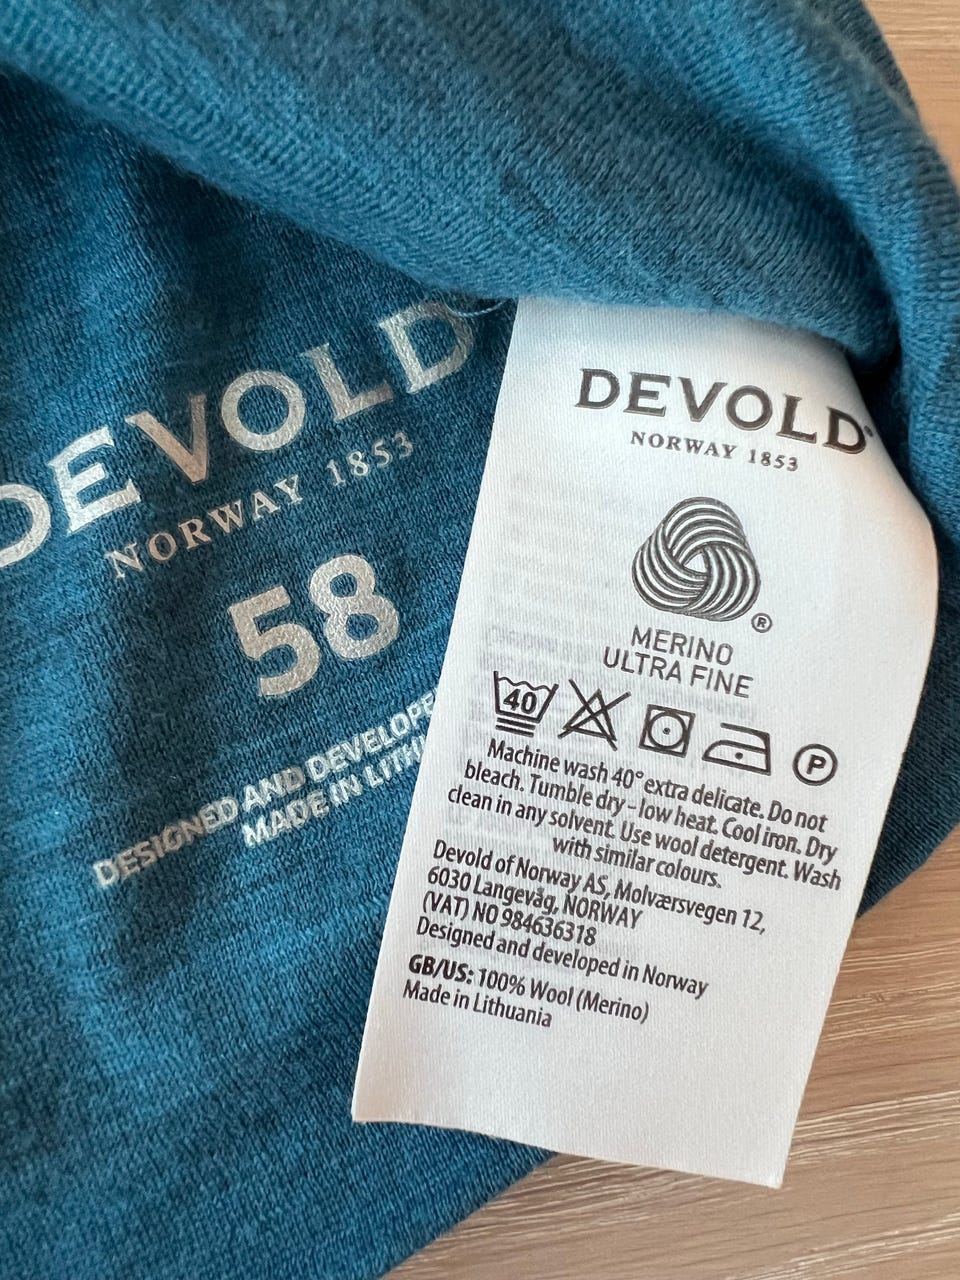 DEVOLD
NORWAY 1853
58
DESIGNED AND
MADE IN
DEVOLD®
NORWAY 1853
®
MERINO
ULTRA FINE
40
P
Machine wash 40° extra delicate. Do not
bleach. Tumble dry - low heat. Cool iron. Dry
clean in any solvent. Use wool detergent. Wash
with similar colours.
Devold of Norway AS, Molværsvegen 12,
6030 Langevåg, NORWAY
(VAT) NO 984636318
Designed and developed in Norway
GB/US: 100% Wool (Merino)
Made in Lithuania